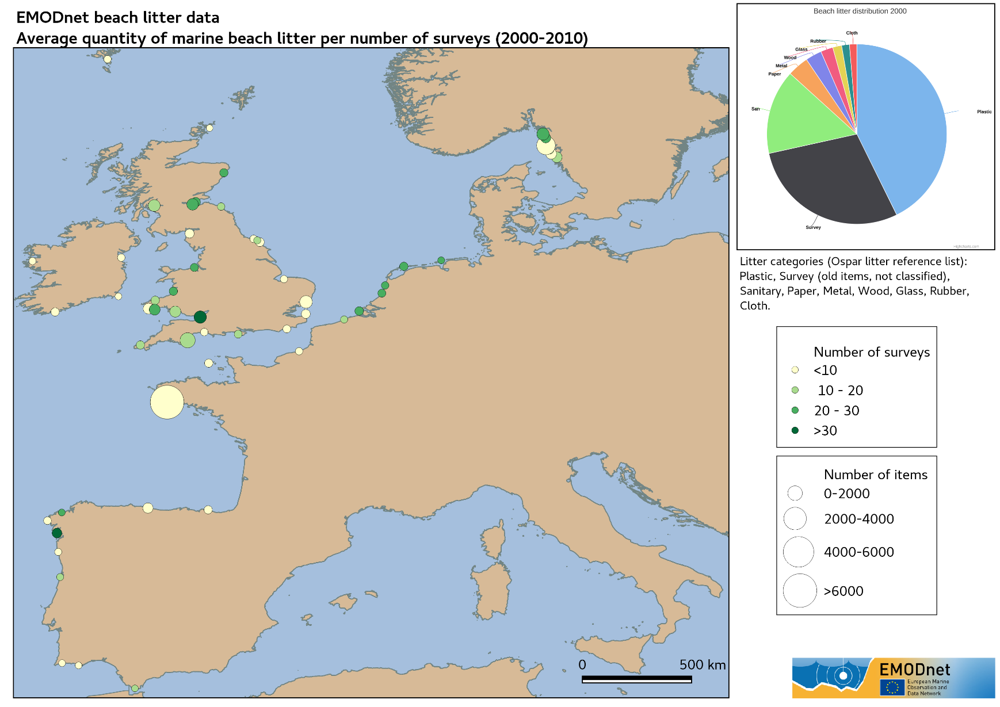 EMODnet beach litter data
Average quantity of marine beach litter per number of surveys (2000-2010)
Beach litter distribution 2000
Cloth
Rubber
Glass
Wood
Metal
Paper
San
Plastic
Survey
Highcharts.com
Litter categories (Ospar litter reference list):
Plastic, Survey (old items, not classified),
Sanitary, Paper, Metal, Wood, Glass, Rubber,
Cloth.
Number of surveys
<10
10 - 20
20 - 30
>30
Number of items
0-2000
2000-4000
4000-6000
>6000
0 500 km
EMODnet
European Marine
Observation and
Data Network